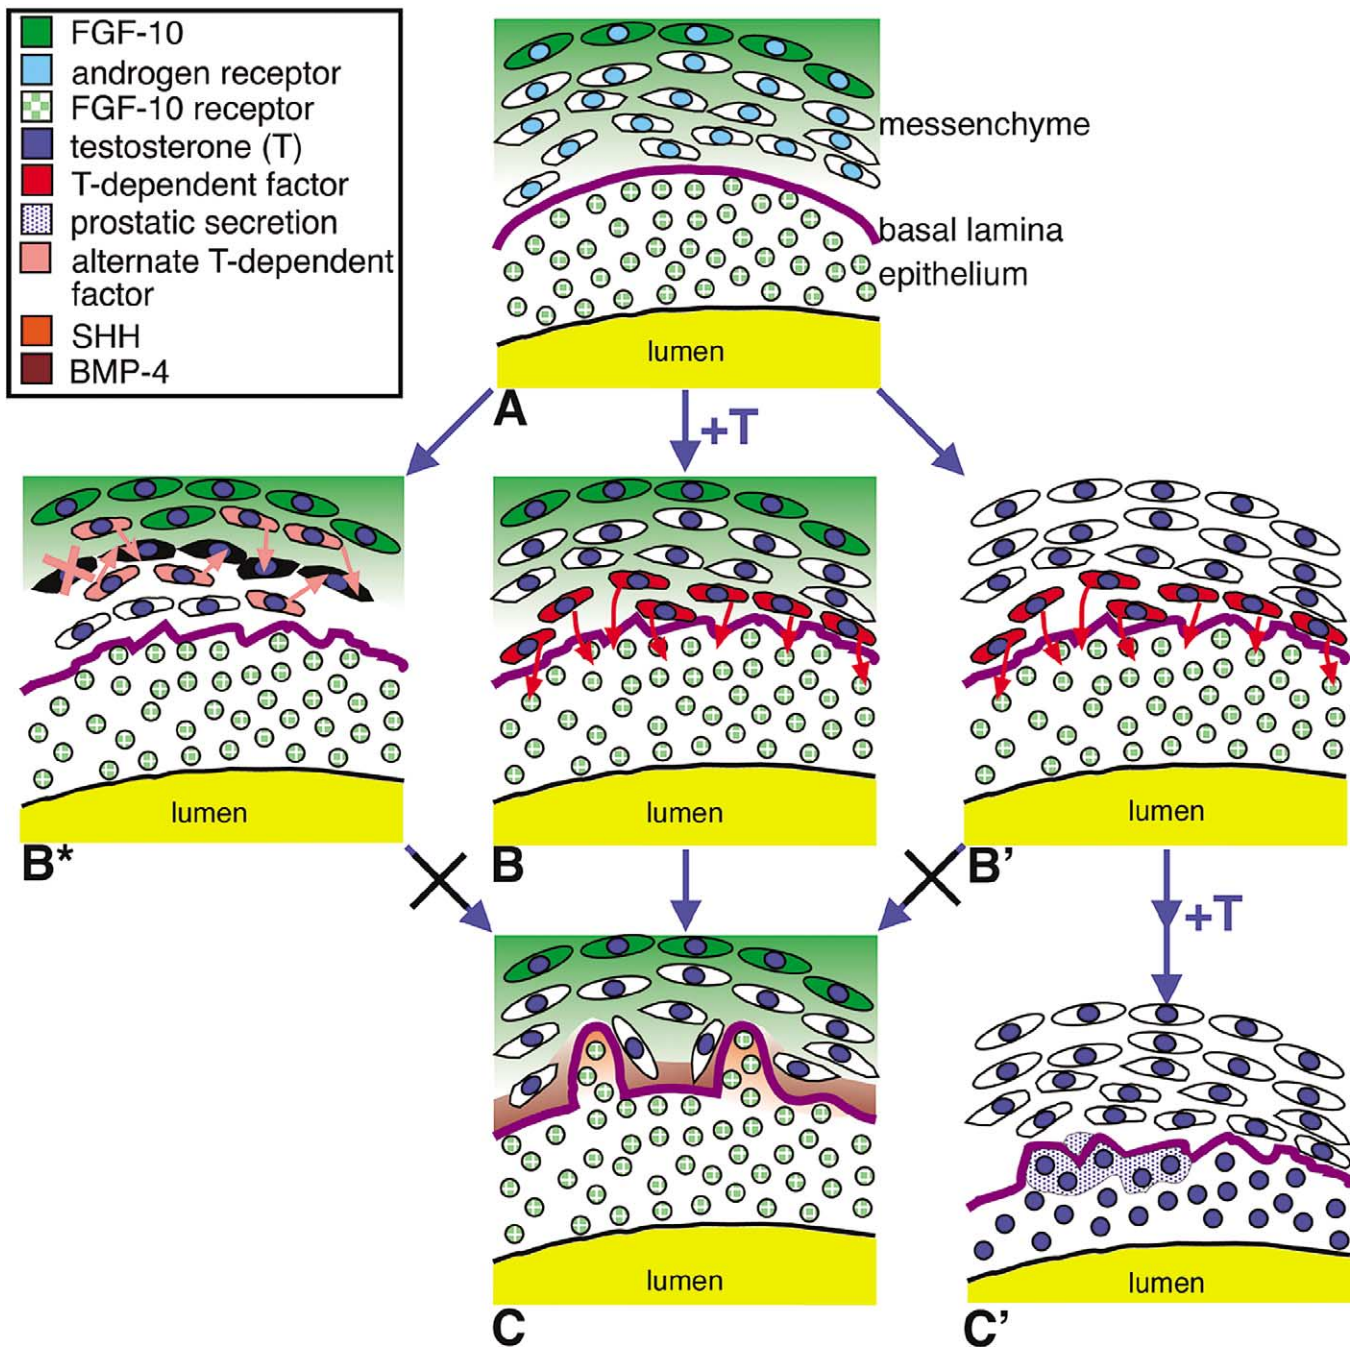 FGF-10
androgen receptor
FGF-10 receptor
testosterone (T)
T-dependent factor
prostatic secretion
alternate T-dependent
factor
SHH
BMP-4
messenchyme
basal lamina
epithelium
lumen
A
+T
lumen
lumen
lumen
B*
B
B’
+T
lumen
lumen
C
C’